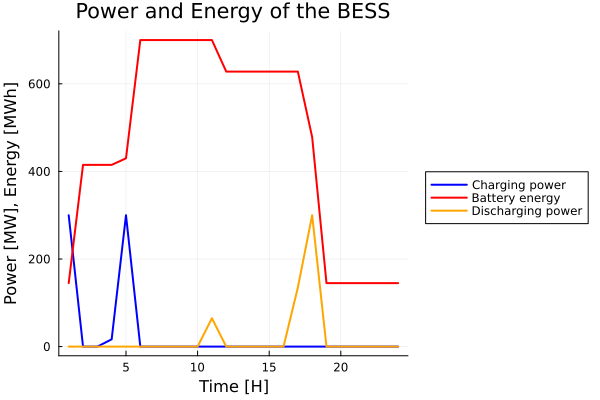 Power and Energy of the BESS
Power [MW], Energy [MWh]
600
400
200
0
5
10
15
20
Time [H]
Charging power
Battery energy
Discharging power